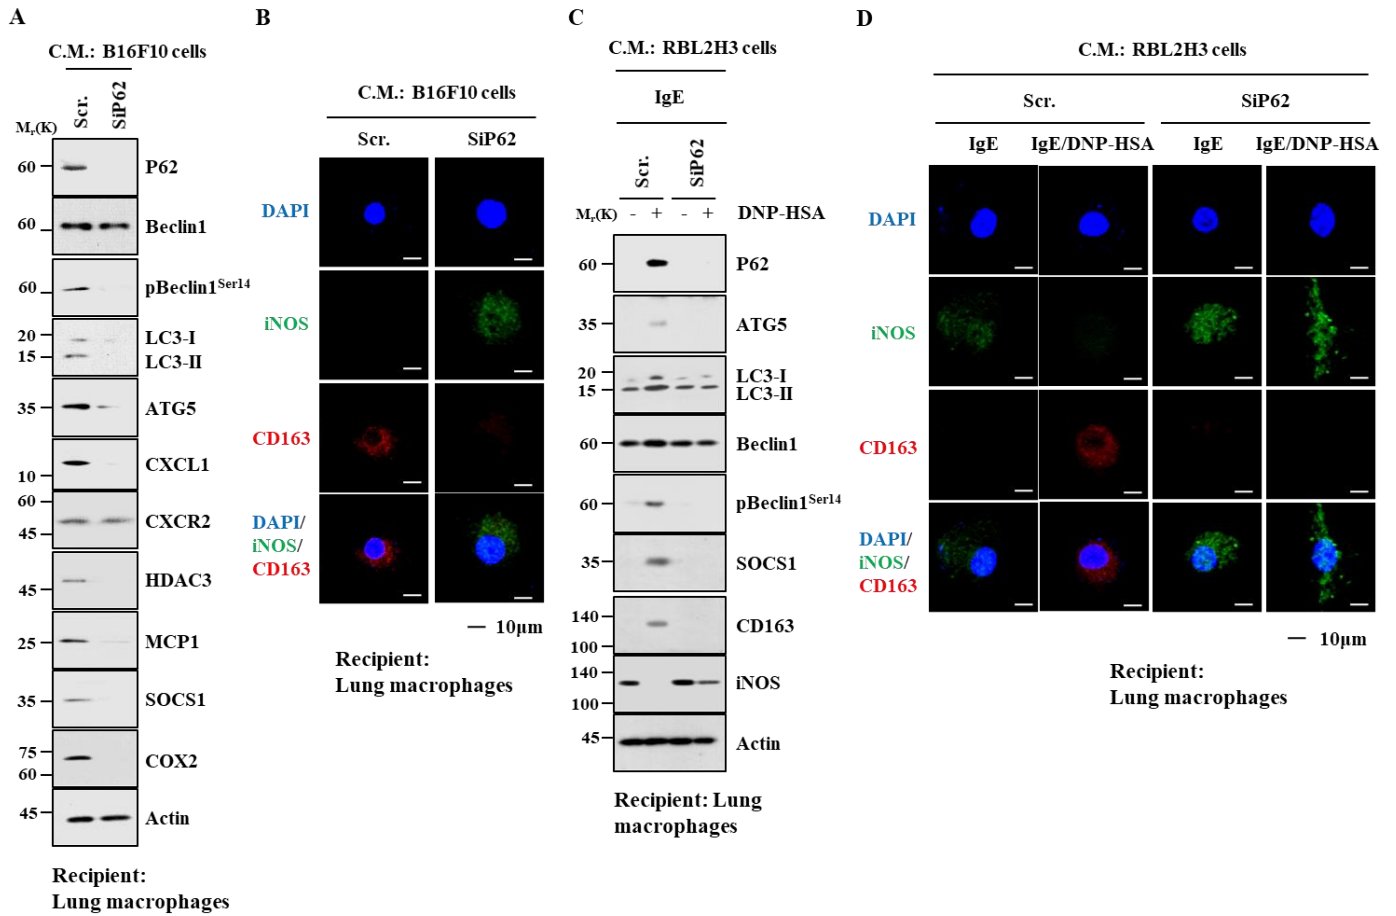 A
C.M.: B16F10 cells
Scr.
SiP62
Mr(K)
60
P62
60
Beclin1
60
pBeclin1Ser14
20
LC3-I
15
LC3-II
35
ATG5
CXCL1
10
60
CXCR2
45
HDAC3
45
MCP1
25
SOCS1
35
75
COX2
60
45
Actin
Recipient:
Lung macrophages
B
C.M.: B16F10 cells
Scr.
SiP62
DAPI
iNOS
CD163
DAPI/
iNOS/
CD163
10μm
Recipient:
Lung macrophages
C
C.M.: RBL2H3 cells
IgE
Scr.
SiP62
Mr(K)
- + - +
DNP-HSA
60
P62
35
ATG5
20
LC3-I
15
LC3-II
60
Beclin1
60
pBeclin1Ser14
35
SOCS1
140
CD163
100
140
iNOS
100
45
Actin
Recipient: Lung
macrophages
D
C.M.: RBL2H3 cells
Scr.
SiP62
IgE
IgE/DNP-HSA
IgE
IgE/DNP-HSA
DAPI
iNOS
CD163
DAPI/
iNOS/
CD163
10μm
Recipient:
Lung macrophages